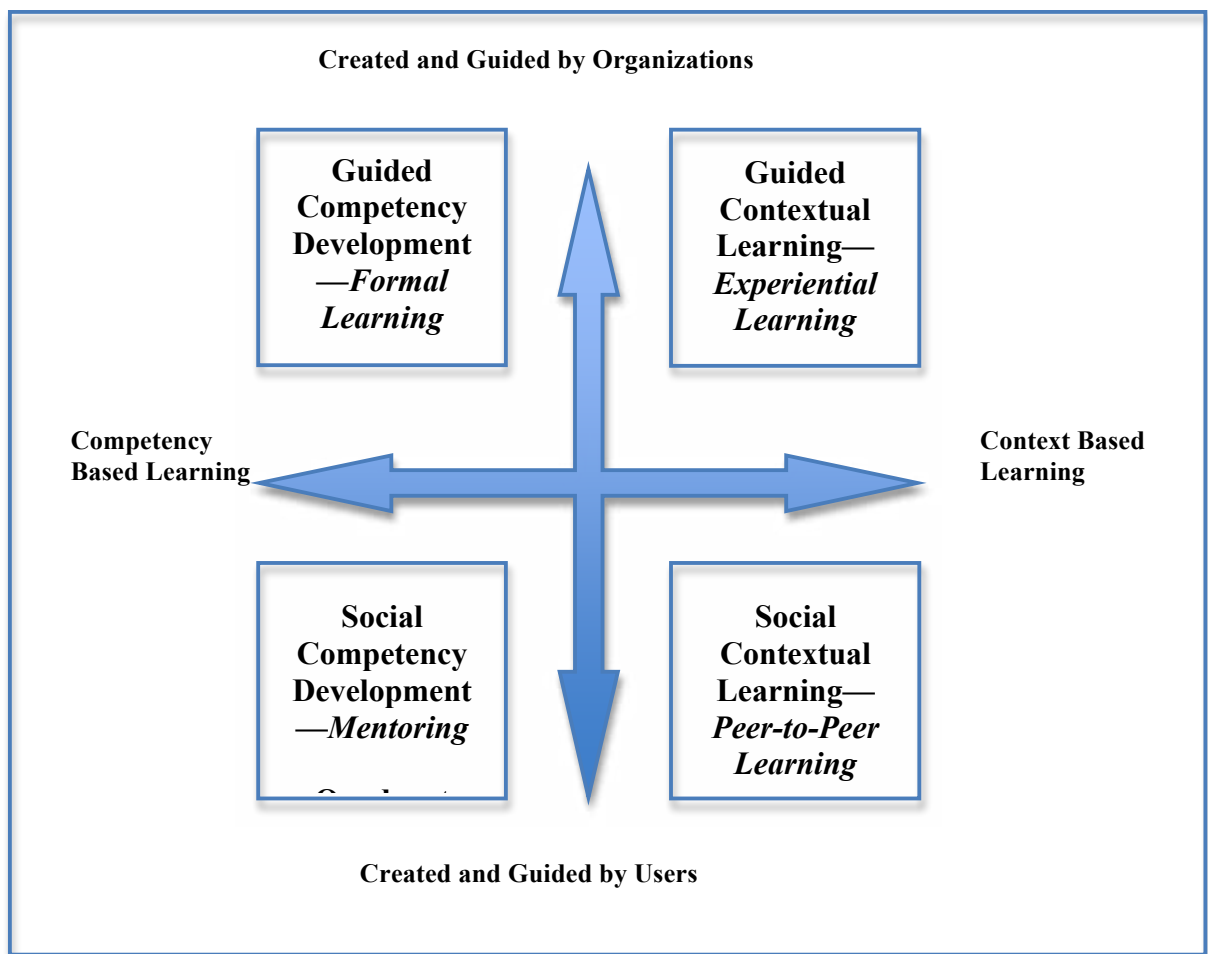 Created and Guided by Organizations
Guided
Competency
Development
—Formal
Learning
Guided
Contextual
Learning—
Experiential
Learning
Competency
Based Learning
Context Based
Learning
Social
Competency
Development
—Mentoring
Social
Contextual
Learning—
Peer-to-Peer
Learning
Created and Guided by Users